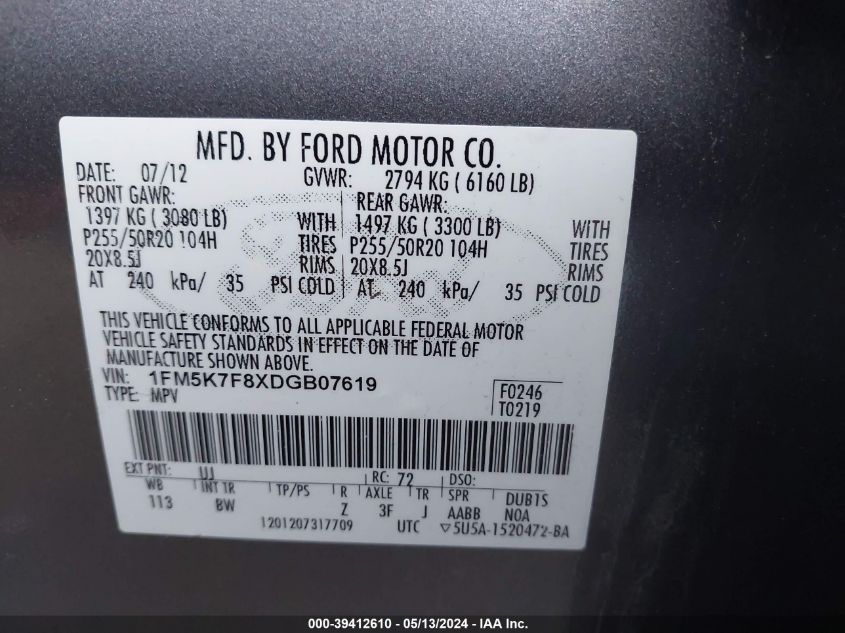 MFD. BY FORD MOTOR CO.
DATE: 07/12 GVWR: 2794 KG ( 6160 LB)
FRONT GAWR: REAR GAWR:
1397 KG ( 3080 LB) WITH 1497 KG ( 3300 LB) WITH
P255/50R20 104H TIRES P255/50R20 104H TIRES
20X8.5J RIMS 20X8.5J RIMS
AT 240 kPa/ 35 PSI COLD AT 240 kPa/ 35 PSI COLD
THIS VEHICLE CONFORMS TO ALL APPLICABLE FEDERAL MOTOR
VEHICLE SAFETY STANDARDS IN EFFECT ON THE DATE OF
MANUFACTURE SHOWN ABOVE.
VIN: 1FM5K7F8XDGB07619 F0246
TYPE: MPV T0219
EXT PNT: UJ RC: 72 DSO:
WB INT TR TP/PS R AXLE TR SPR DUB1S
113 BW Z 3F J AABB N0A
1201207317709 UTC ▽5U5A-1520472-BA
000-39412610 - 05/13/2024 - IAA Inc.